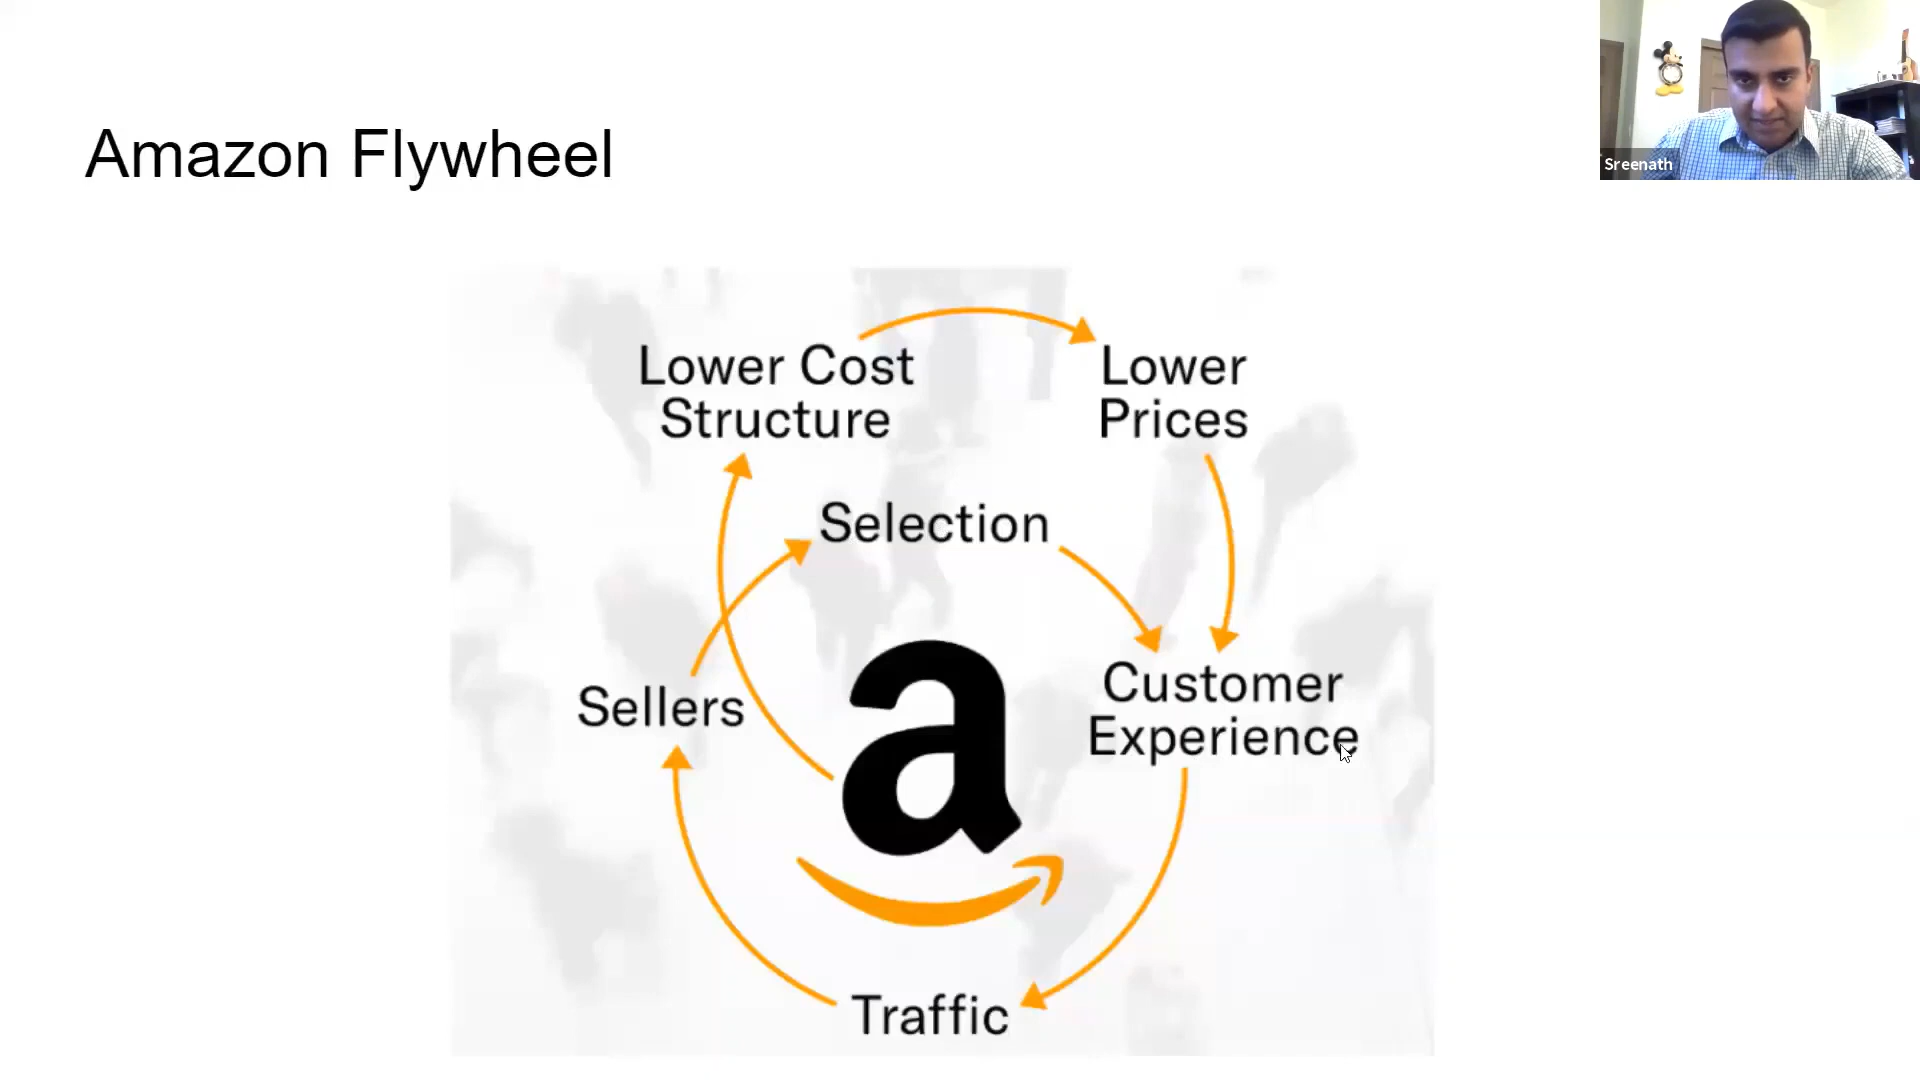 Amazon Flywheel
Sreenath
Lower Cost
Structure
Lower
Prices
Selection
Sellers
Customer
Experience
a
Traffic